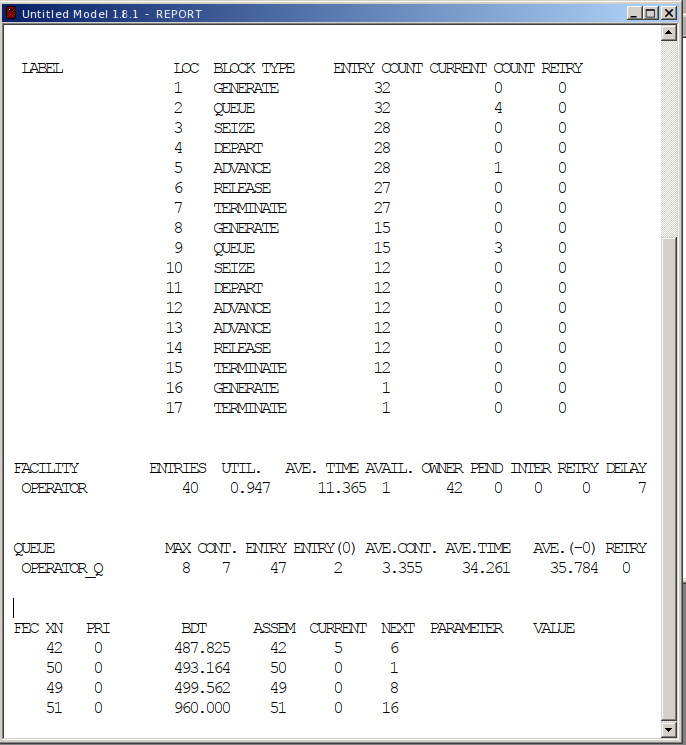 Untitled Model 1.8.1 - REPORT
LABEL LOC BLOCK TYPE ENTRY COUNT CURRENT COUNT RETRY
1 GENERATE 32 0 0
2 QUEUE 32 4 0
3 SEIZE 28 0 0
4 DEPART 28 0 0
5 ADVANCE 28 1 0
6 RELEASE 27 0 0
7 TERMINATE 27 0 0
8 GENERATE 15 0 0
9 QUEUE 15 3 0
10 SEIZE 12 0 0
11 DEPART 12 0 0
12 ADVANCE 12 0 0
13 ADVANCE 12 0 0
14 RELEASE 12 0 0
15 TERMINATE 12 0 0
16 GENERATE 1 0 0
17 TERMINATE 1 0 0
FACILITY ENTRIES UTIL. AVE. TIME AVAIL. OWNER PEND INTER RETRY DELAY
OPERATOR 40 0.947 11.365 1 42 0 0 0 7
QUEUE MAX CONT. ENTRY ENTRY(0) AVE.CONT. AVE.TIME AVE.(-0) RETRY
OPERATOR_Q 8 7 47 2 3.355 34.261 35.784 0
FEC XN PRI BDT ASSEM CURRENT NEXT PARAMETER VALUE
42 0 487.825 42 5 6
50 0 493.164 50 0 1
49 0 499.562 49 0 8
51 0 960.000 51 0 16